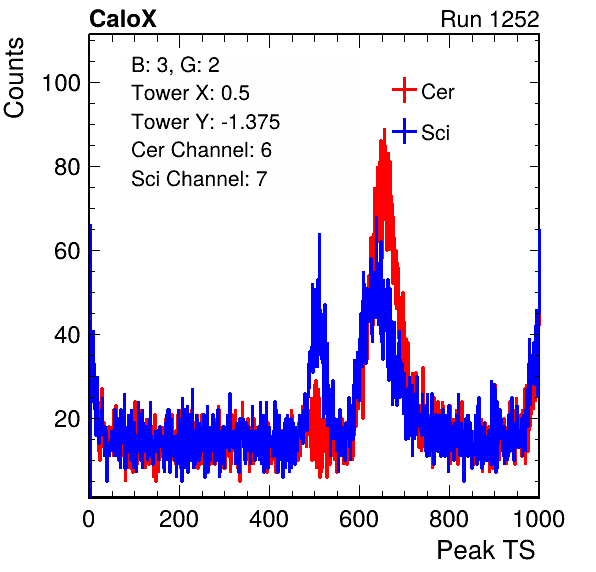 CaloX
Run 1252
Counts
B: 3, G: 2
Tower X: 0.5
Tower Y: -1.375
Cer Channel: 6
Sci Channel: 7
Cer
Sci
100
80
60
40
20
0 200 400 600 800 1000
Peak TS